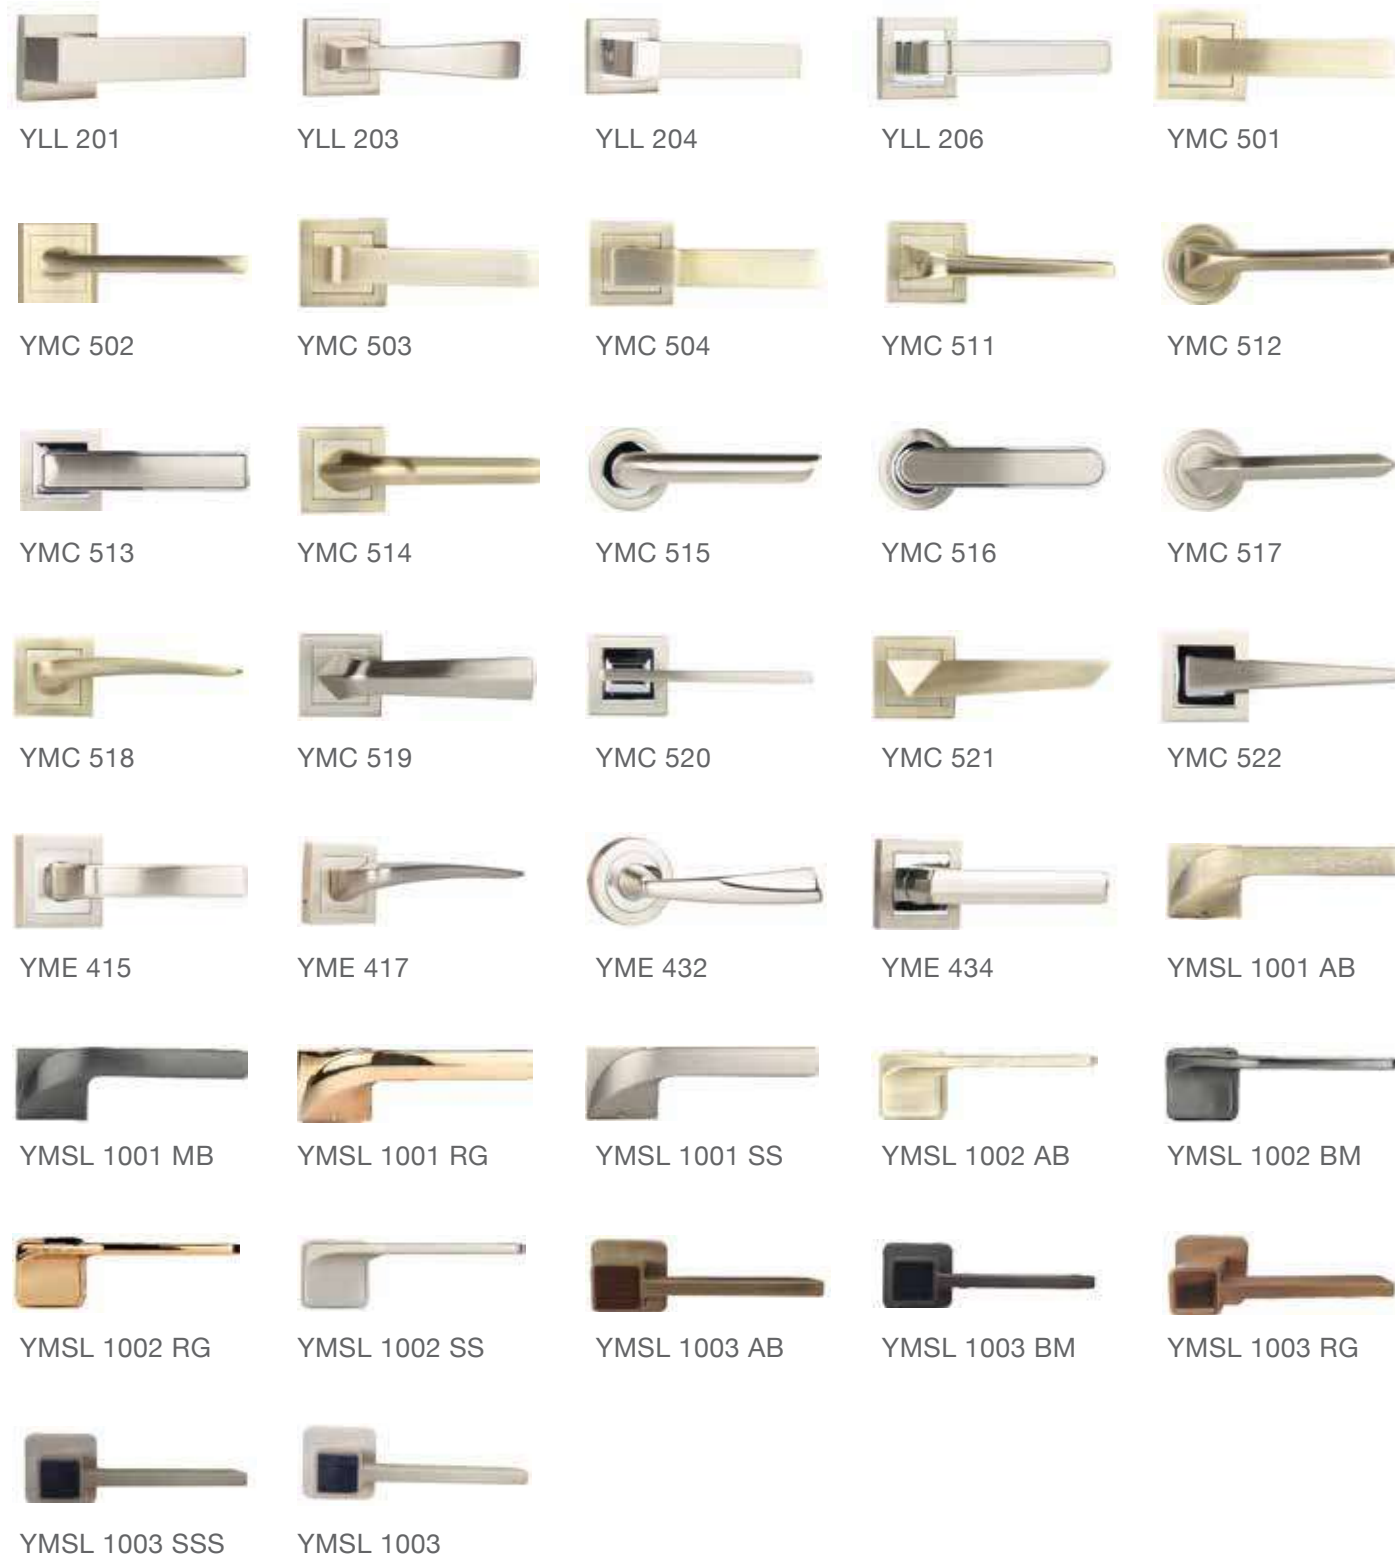 YLL 201
YLL 203
YLL 204
YLL 206
YMC 501
YMC 502
YMC 503
YMC 504
YMC 511
YMC 512
YMC 513
YMC 514
YMC 515
YMC 516
YMC 517
YMC 518
YMC 519
YMC 520
YMC 521
YMC 522
YME 415
YME 417
YME 432
YME 434
YMSL 1001 AB
YMSL 1001 MB
YMSL 1001 RG
YMSL 1001 SS
YMSL 1002 AB
YMSL 1002 BM
YMSL 1002 RG
YMSL 1002 SS
YMSL 1003 AB
YMSL 1003 BM
YMSL 1003 RG
YMSL 1003 SSS
YMSL 1003